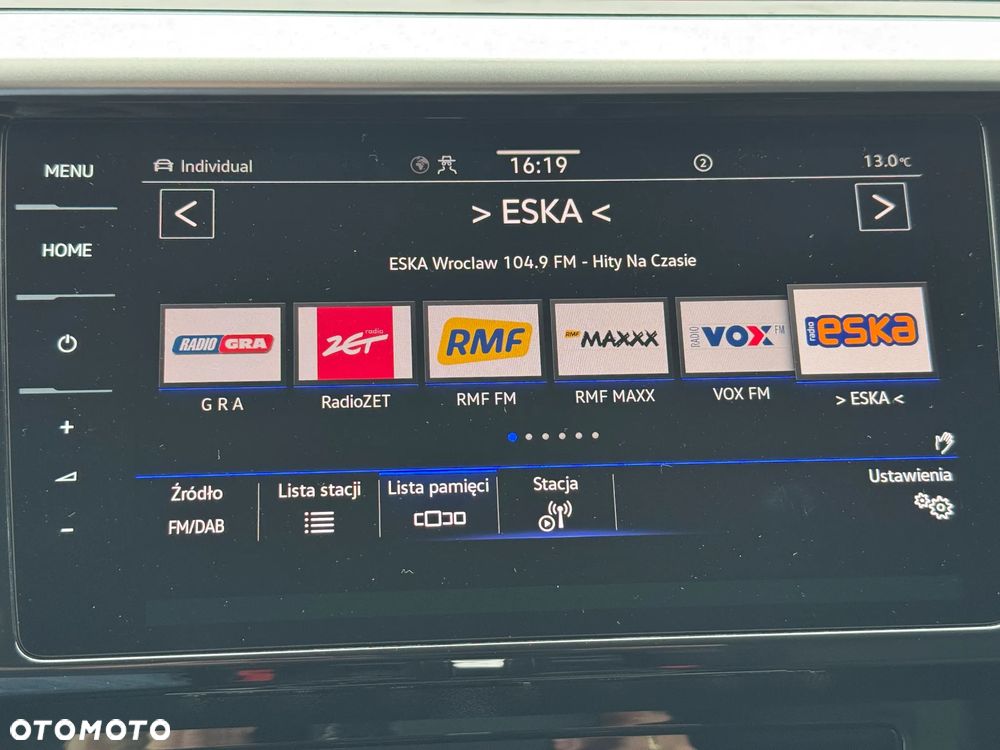 MENU
HOME
Individual
16:19
2
13.0°C
<
> ESKA <
>
ESKA Wroclaw 104.9 FM - Hity Na Czasie
RADIO GRA
radio ZET
RMF
RMF MAXXX
RADIO VOX FM
radio eska
G R A
RadioZET
RMF FM
RMF MAXX
VOX FM
> ESKA <
+
-
Źródło
FM/DAB
Lista stacji
Lista pamięci
Stacja
Ustawienia
OTOMOTO